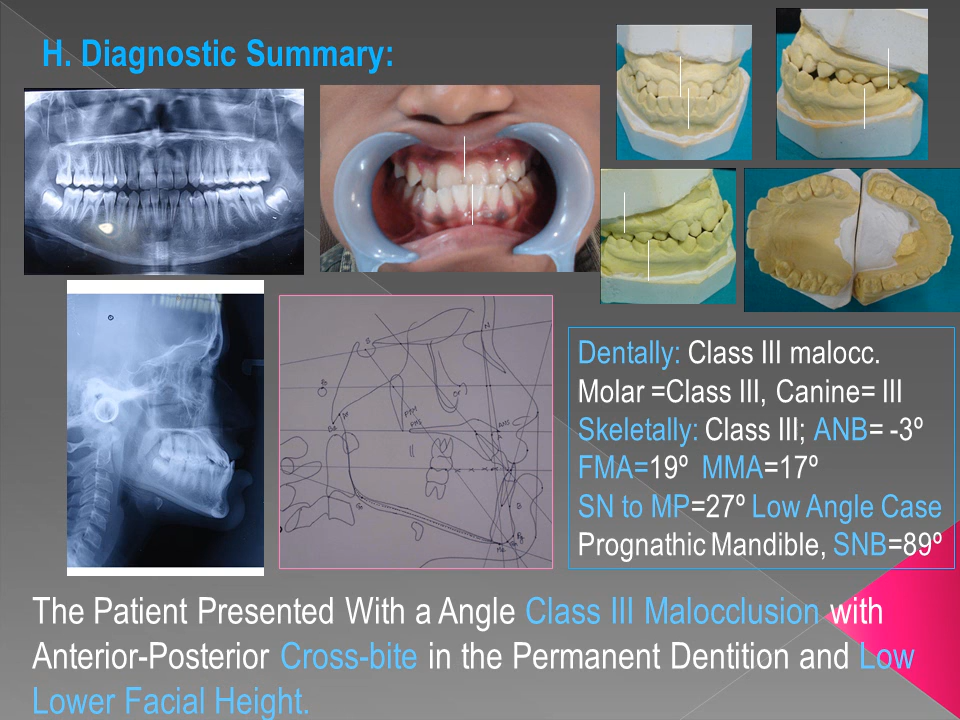 H. Diagnostic Summary:
Dentally: Class III malocc.
Molar =Class III, Canine= III
Skeletally: Class III; ANB= -3º
FMA=19º MMA=17º
SN to MP=27º Low Angle Case
Prognathic Mandible, SNB=89º
The Patient Presented With a Angle Class III Malocclusion with
Anterior-Posterior Cross-bite in the Permanent Dentition and Low
Lower Facial Height.